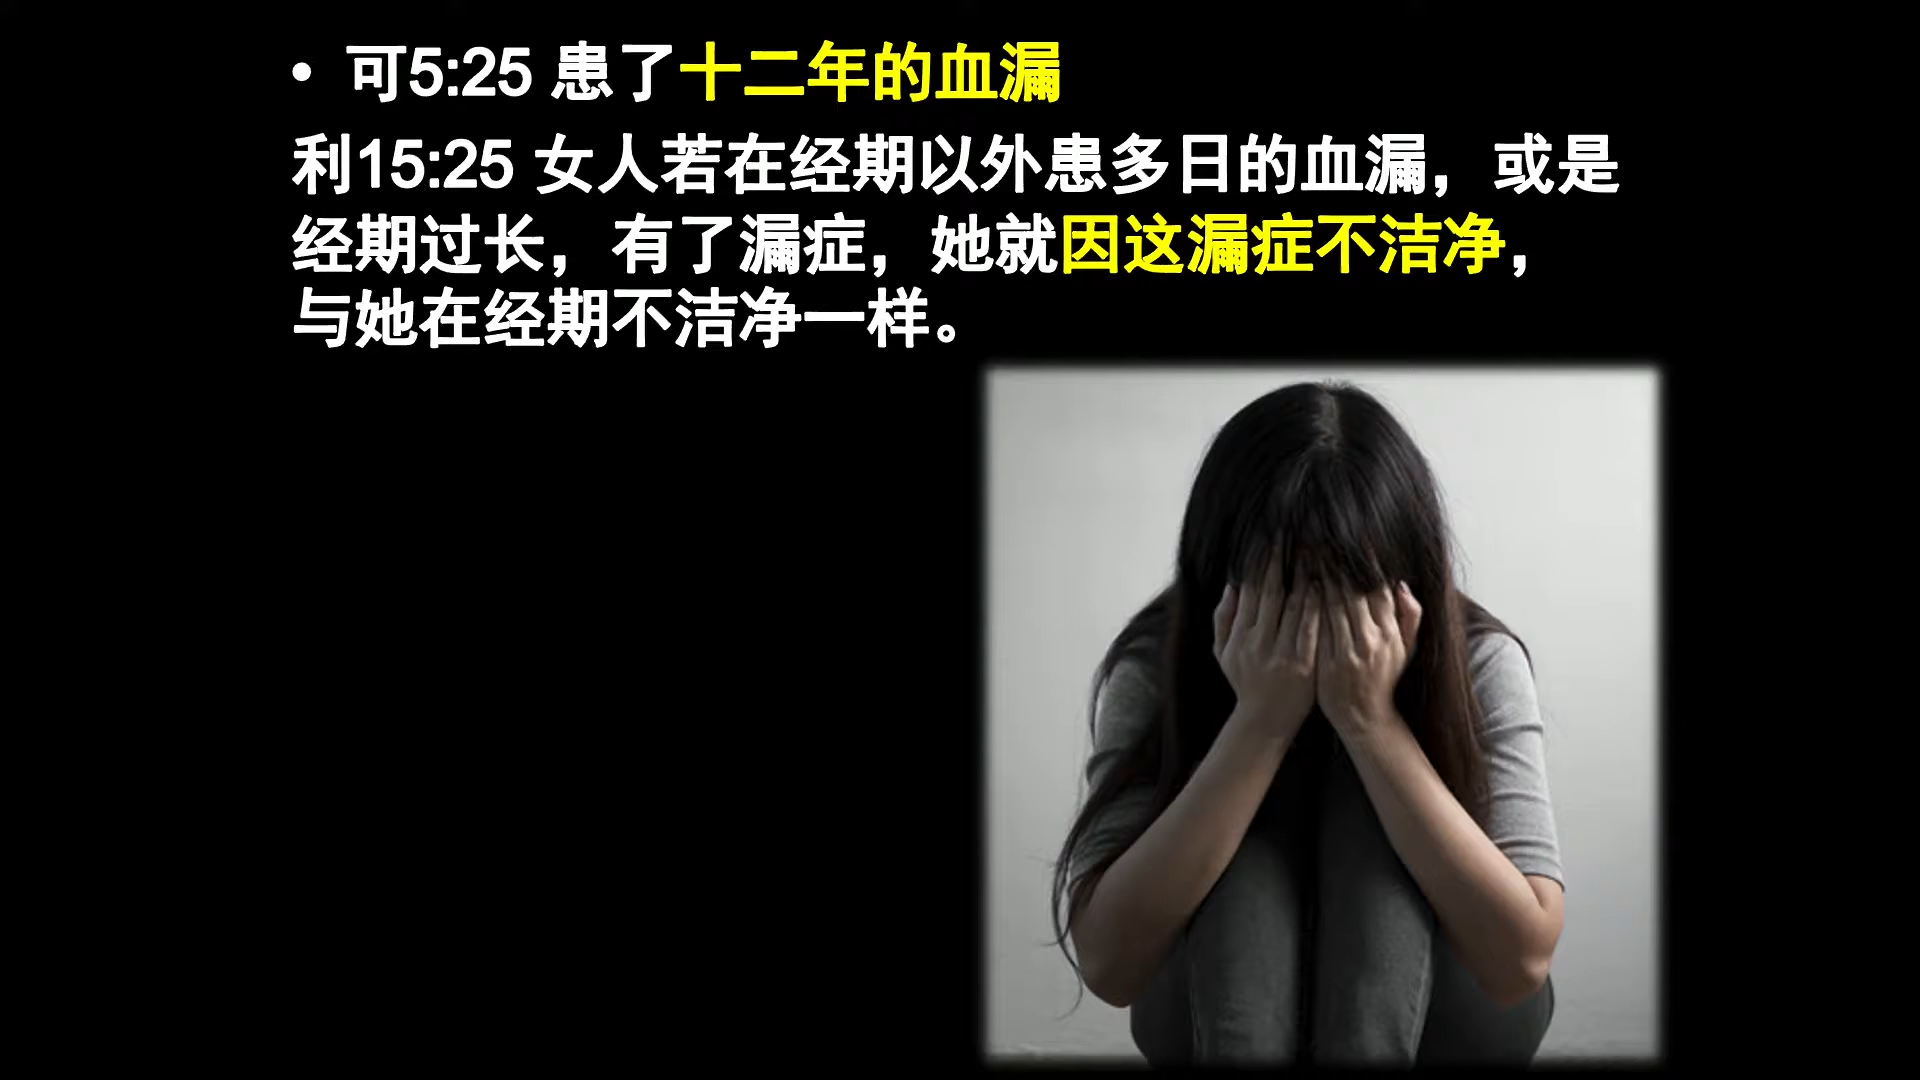 • 可5:25 患了十二年的血漏
利15:25 女人若在经期以外患多日的血漏，或是
经期过长，有了漏症，她就因这漏症不洁净，
与她在经期不洁净一样。